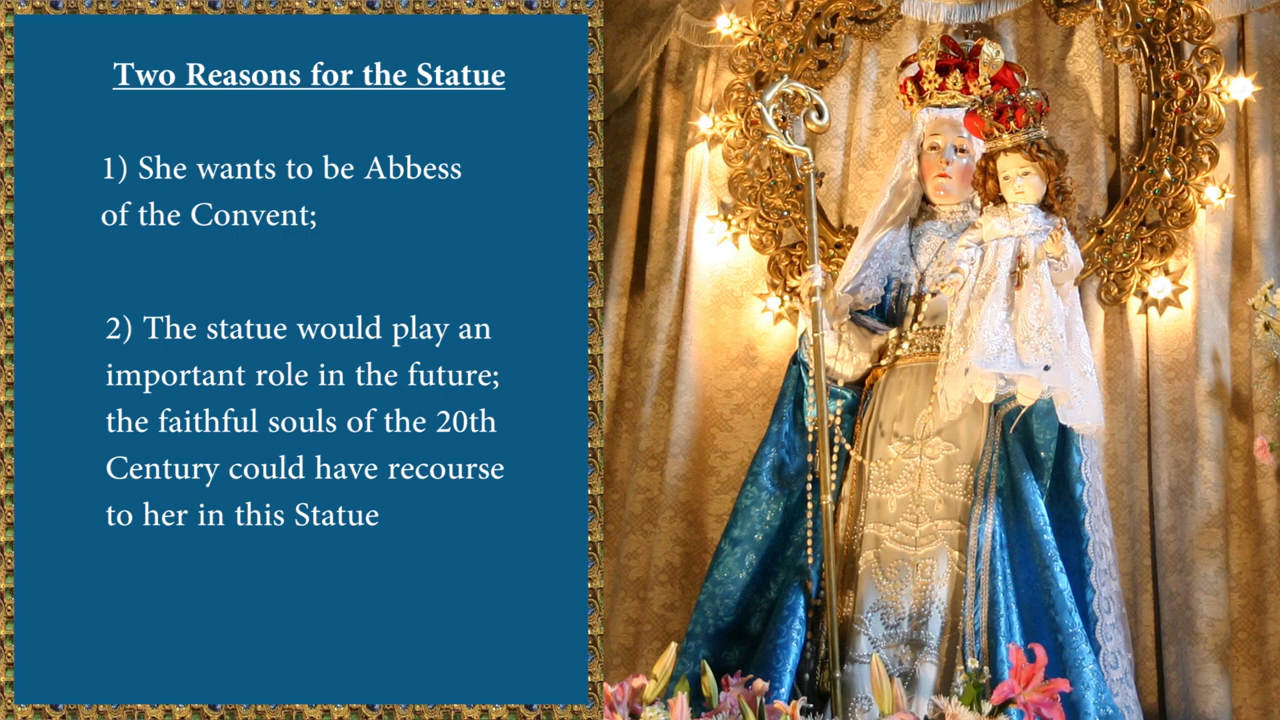 Two Reasons for the Statue
1) She wants to be Abbess
of the Convent;
2) The statue would play an
important role in the future;
the faithful souls of the 20th
Century could have recourse
to her in this Statue